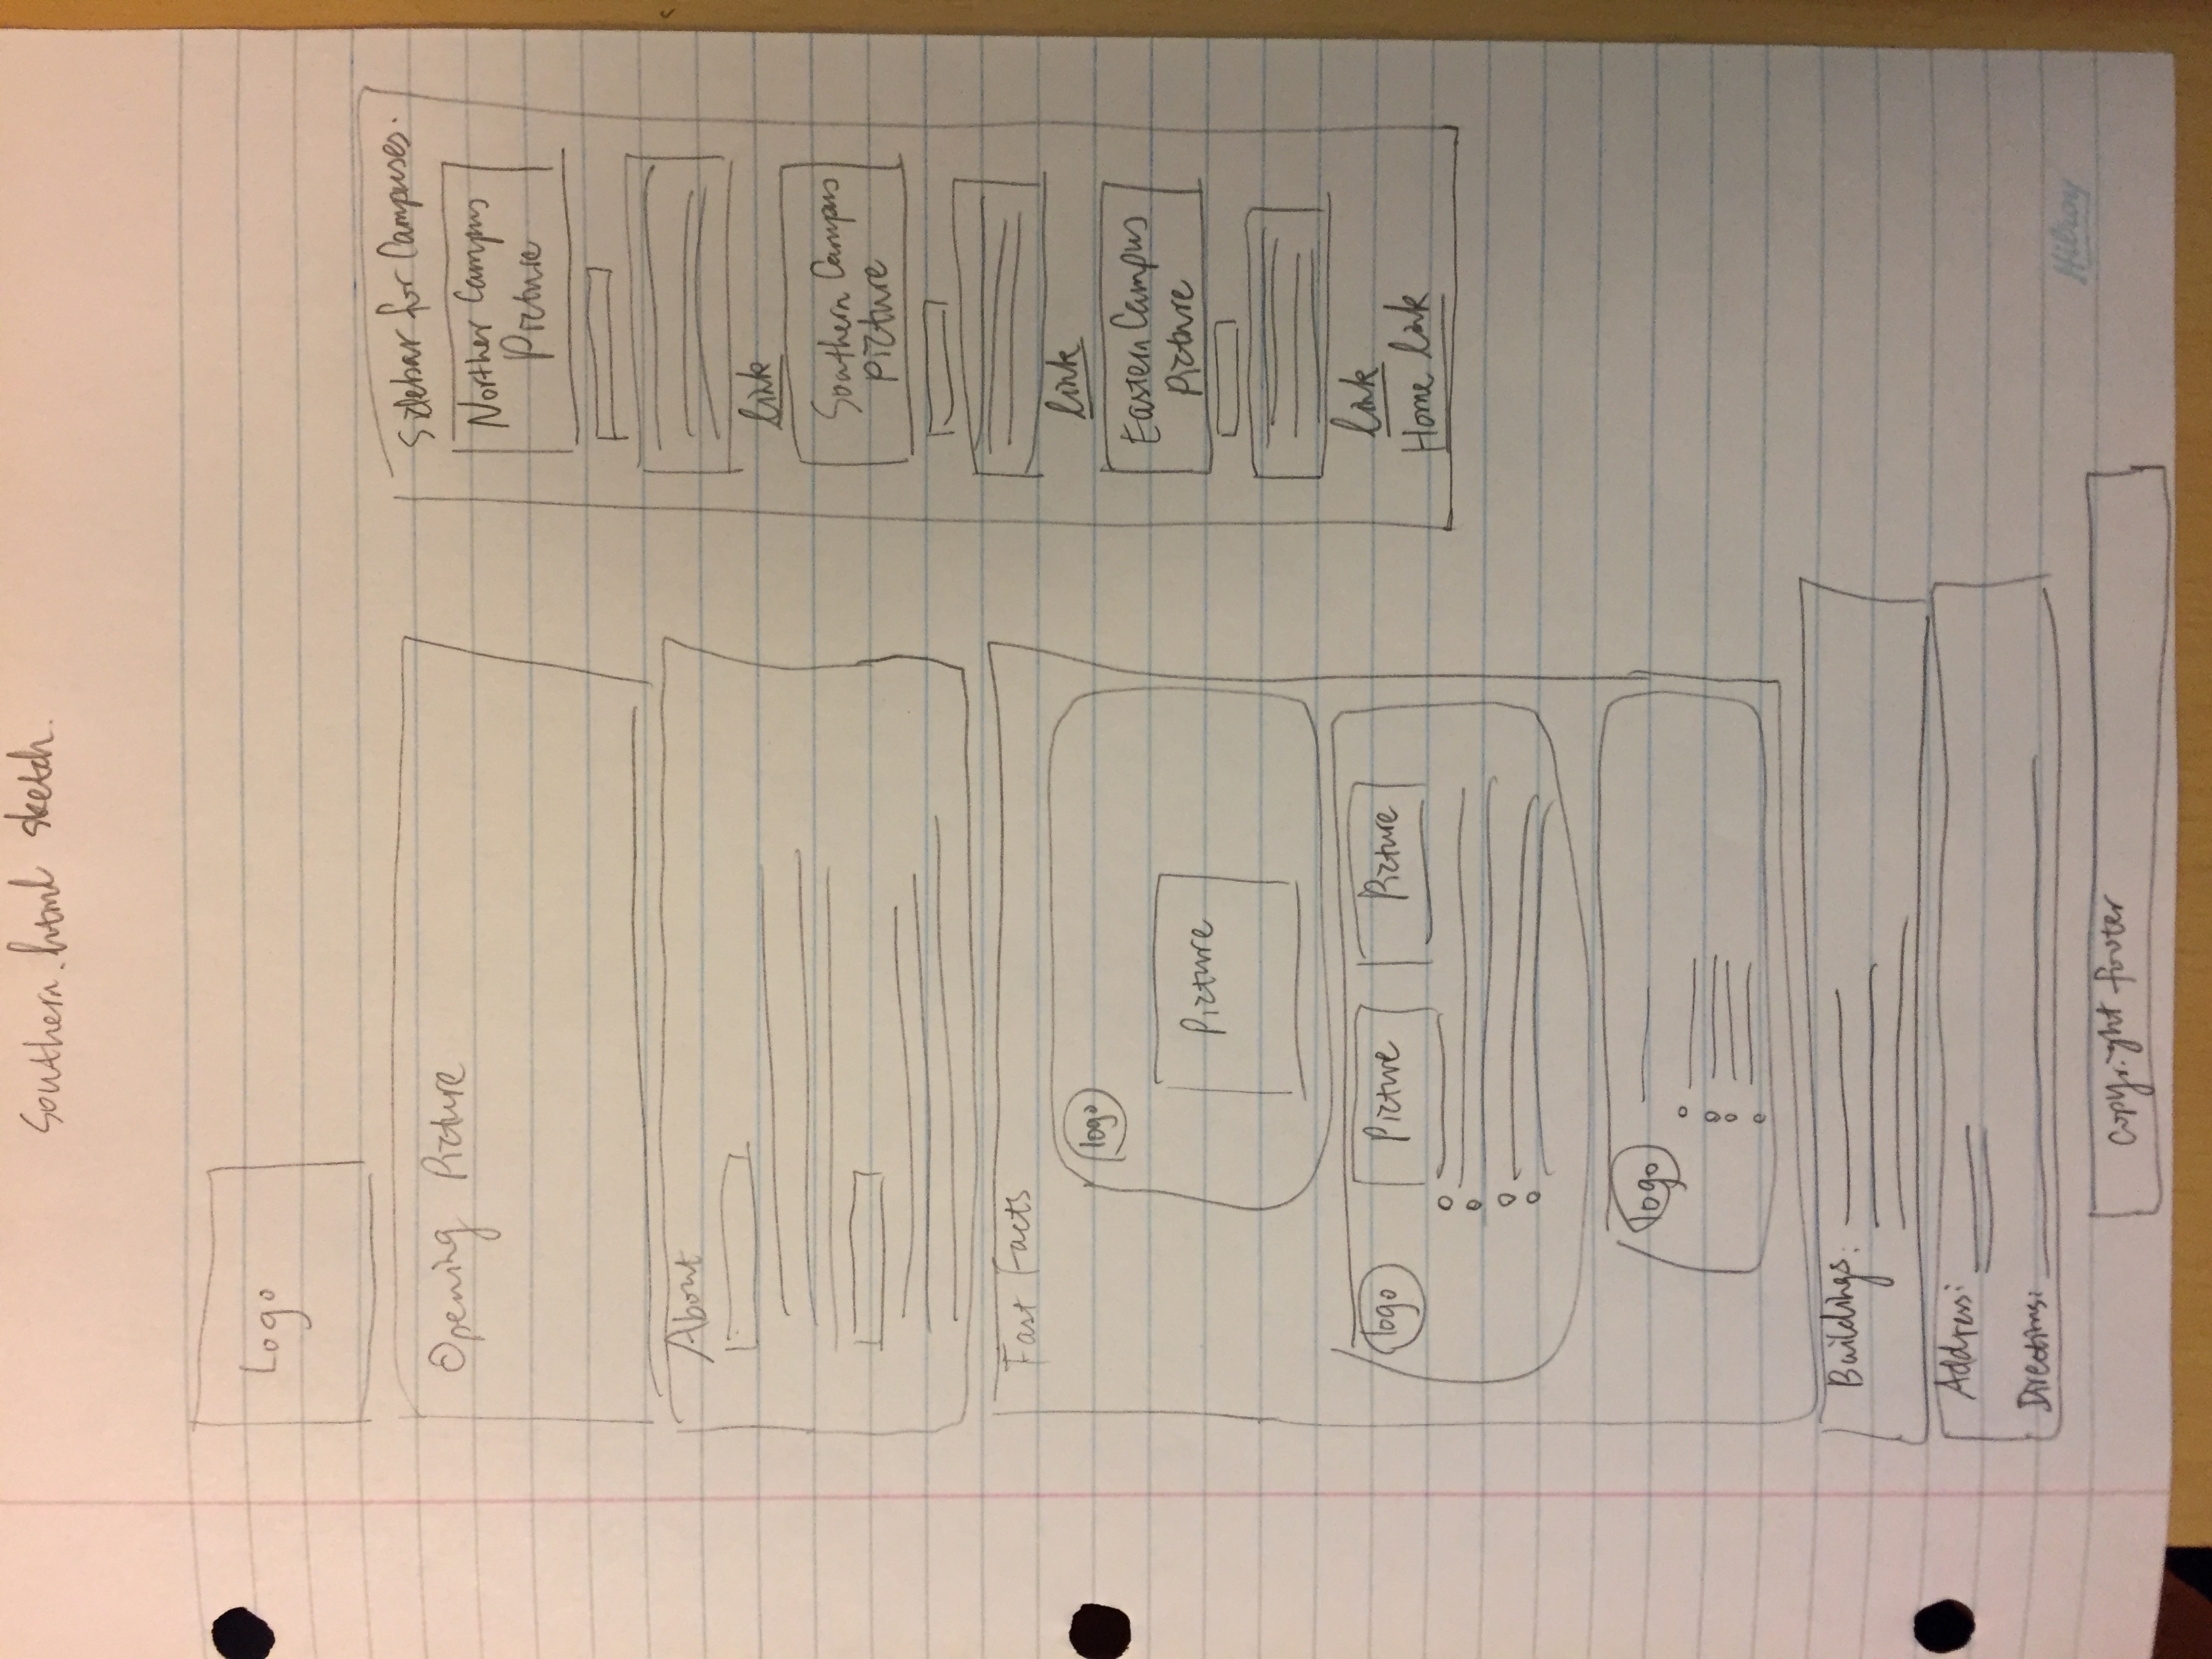 Southern.html sketch.
Logo
Opening Picture
About
Fast Facts
logo
Picture
logo
Picture
Picture
logo
Buildings:
Address:
Directions:
Copyright footer
Sidebar for Campuses.
Norther Campus
Picture
link
Southern Campus
Picture
link
Eastern Campus
Picture
link
Home link
Hilroy